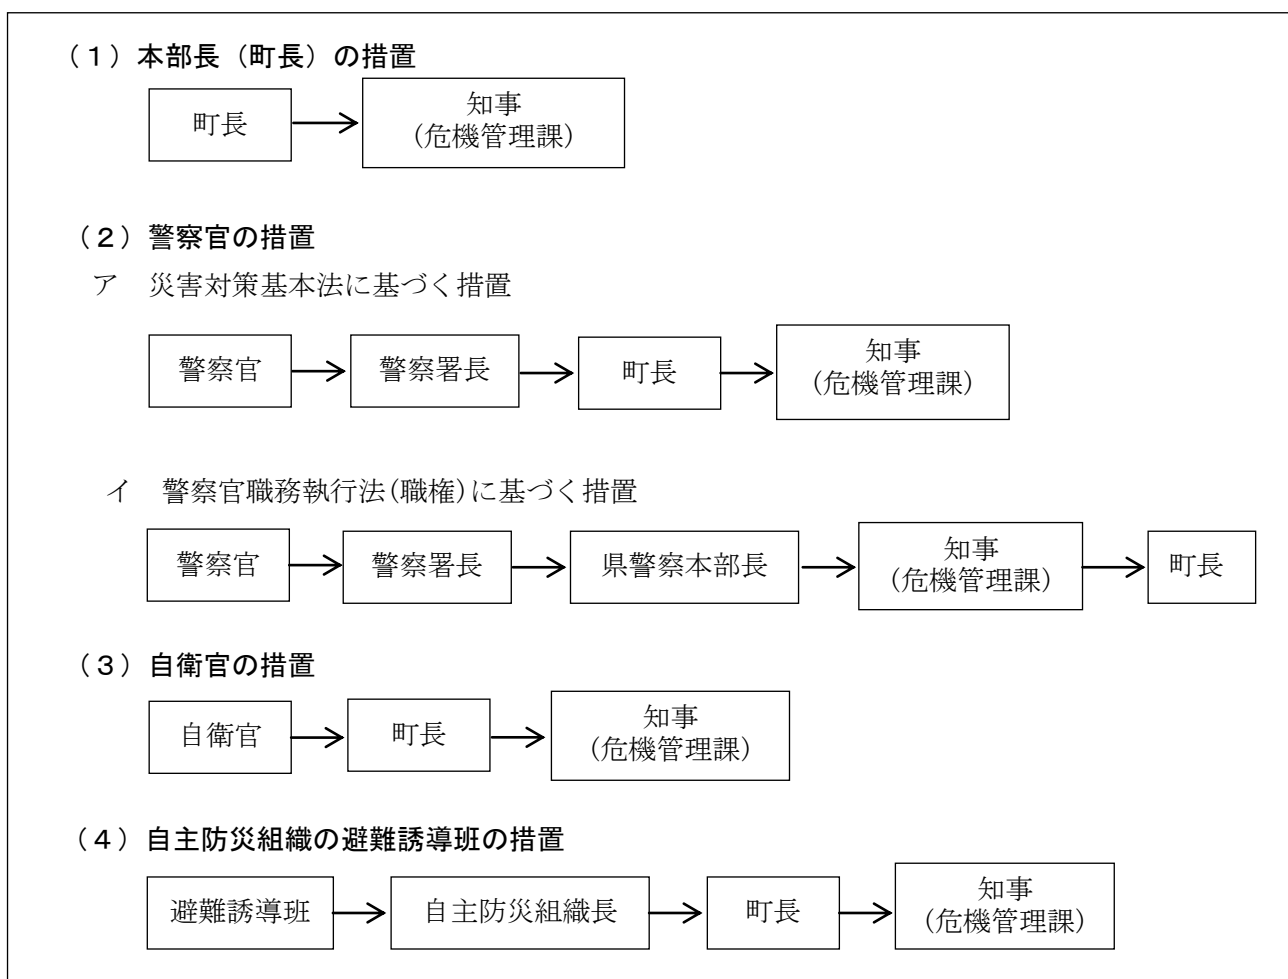 （１）本部長（町長）の措置
町長
知事
(危機管理課)
（２）警察官の措置
ア　災害対策基本法に基づく措置
警察官
警察署長
町長
知事
(危機管理課)
イ　警察官職務執行法(職権)に基づく措置
警察官
警察署長
県警察本部長
知事
(危機管理課)
町長
（３）自衛官の措置
自衛官
町長
知事
(危機管理課)
（４）自主防災組織の避難誘導班の措置
避難誘導班
自主防災組織長
町長
知事
(危機管理課)